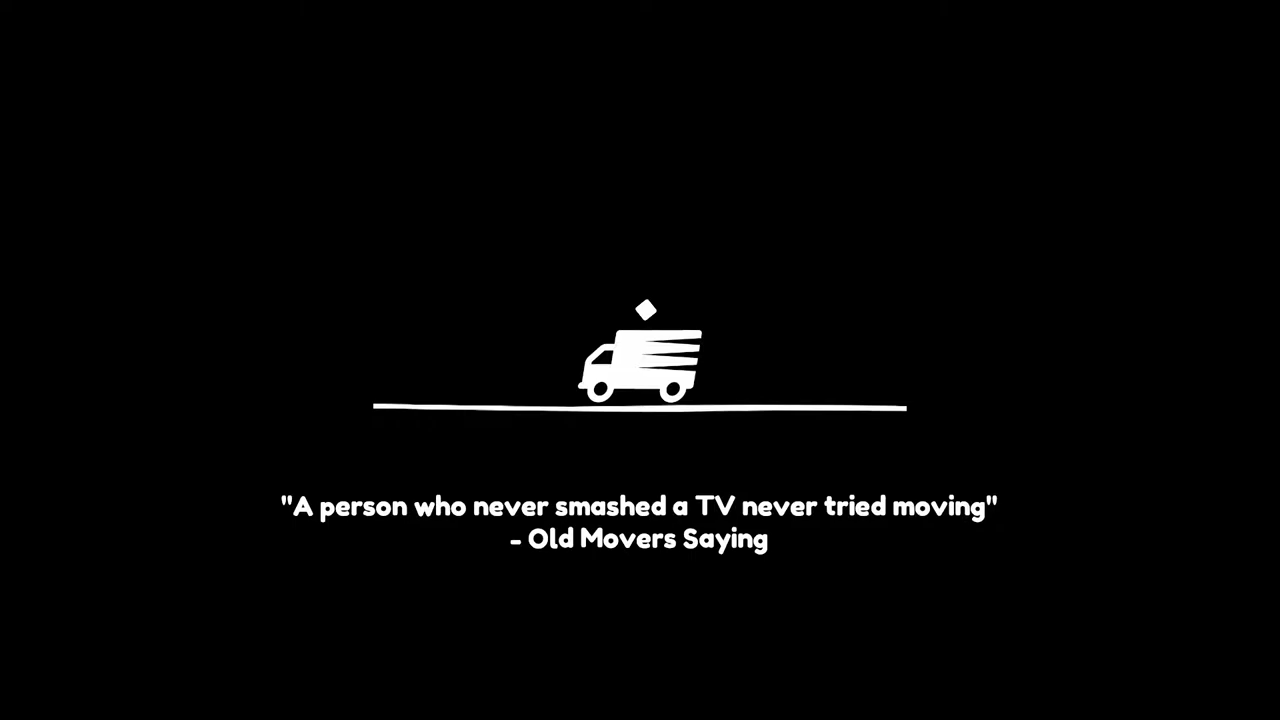 "A person who never smashed a TV never tried moving"
- Old Movers Saying